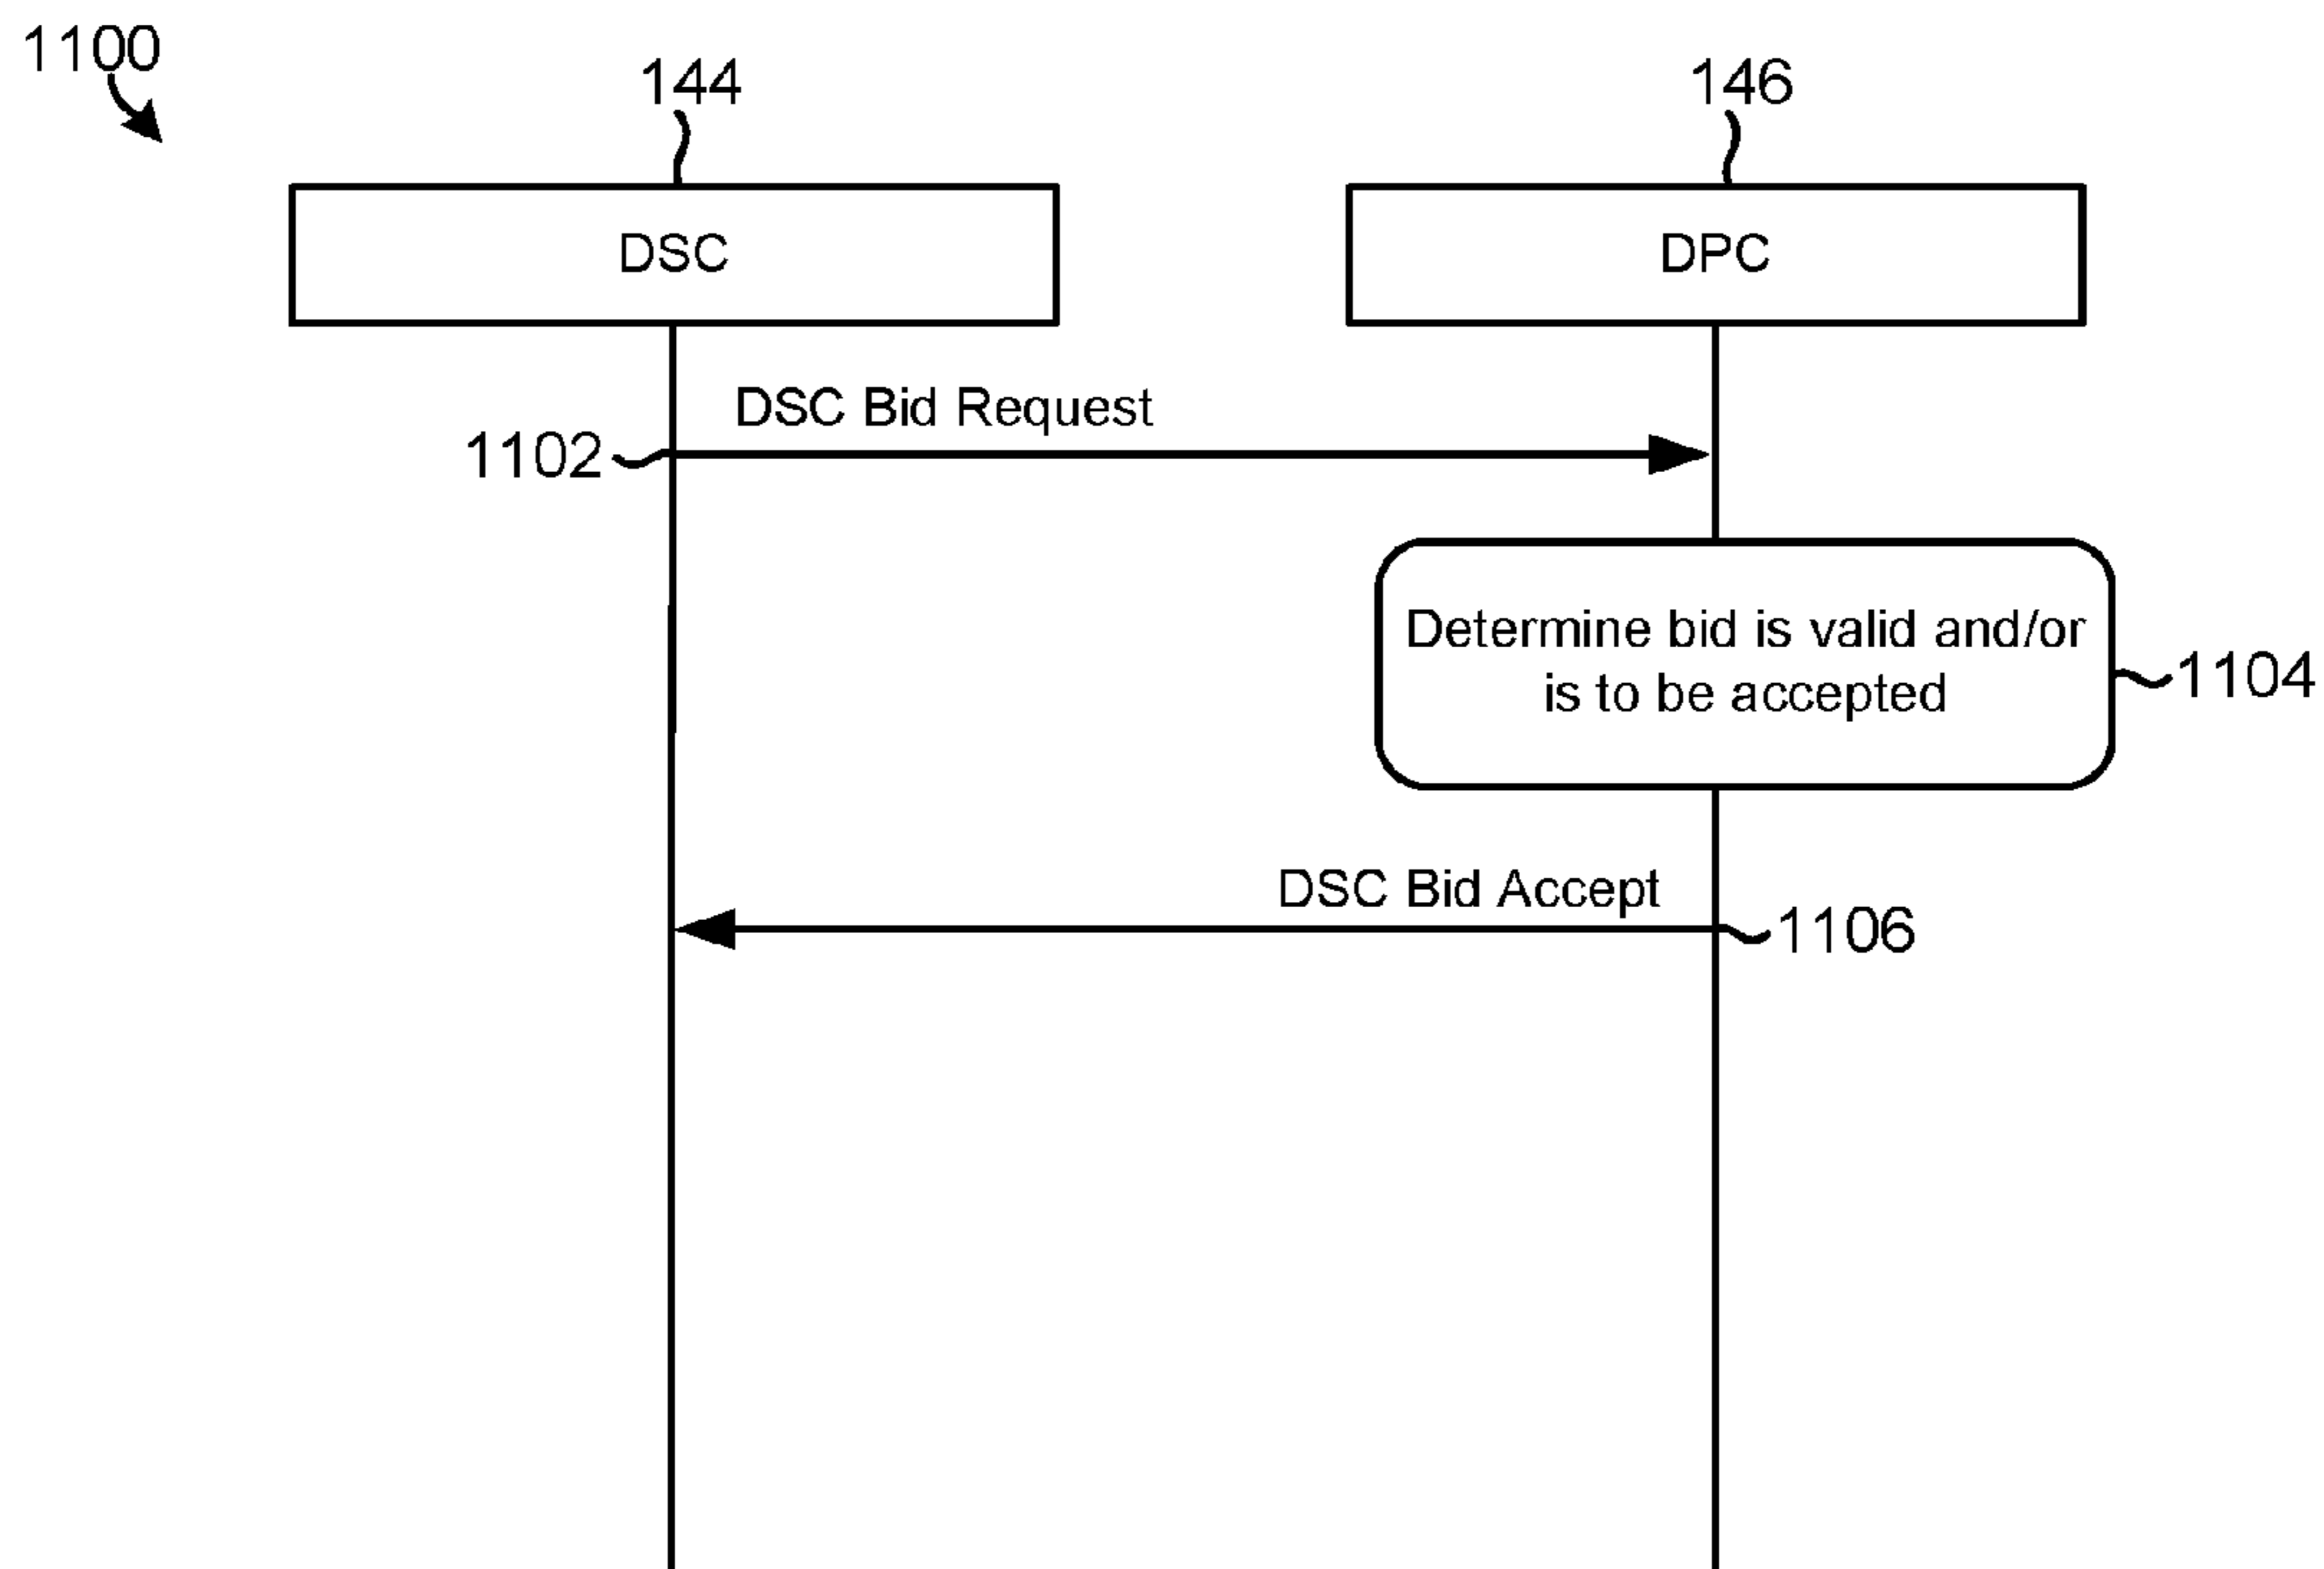 1100
144
146
DSC
DPC
DSC Bid Request
1102
Determine bid is valid and/or
is to be accepted
1104
DSC Bid Accept
1106